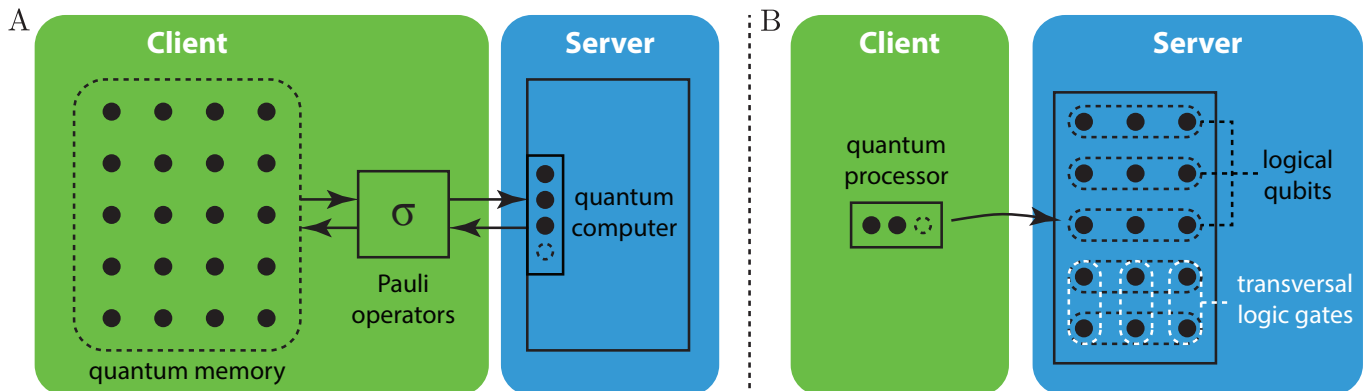 A
Client
Server
σ
quantum
computer
Pauli
operators
quantum memory
B
Client
Server
quantum
processor
logical
qubits
transversal
logic gates